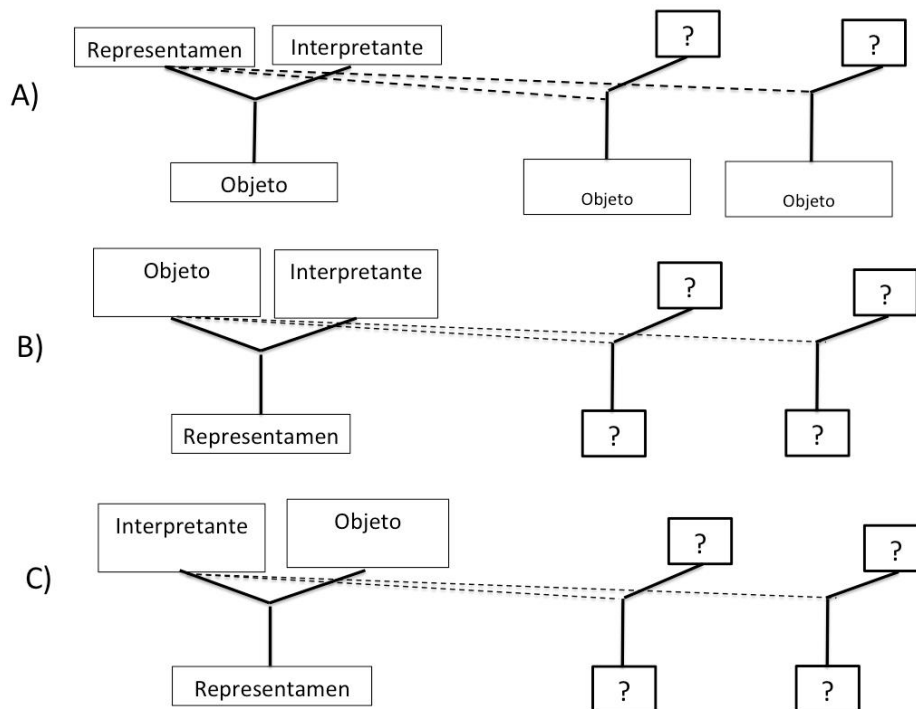 Representamen
Interpretante
?
?
A)
Objeto
Objeto
Objeto
Objeto
Interpretante
?
?
B)
Representamen
?
?
Interpretante
Objeto
?
?
C)
Representamen
?
?